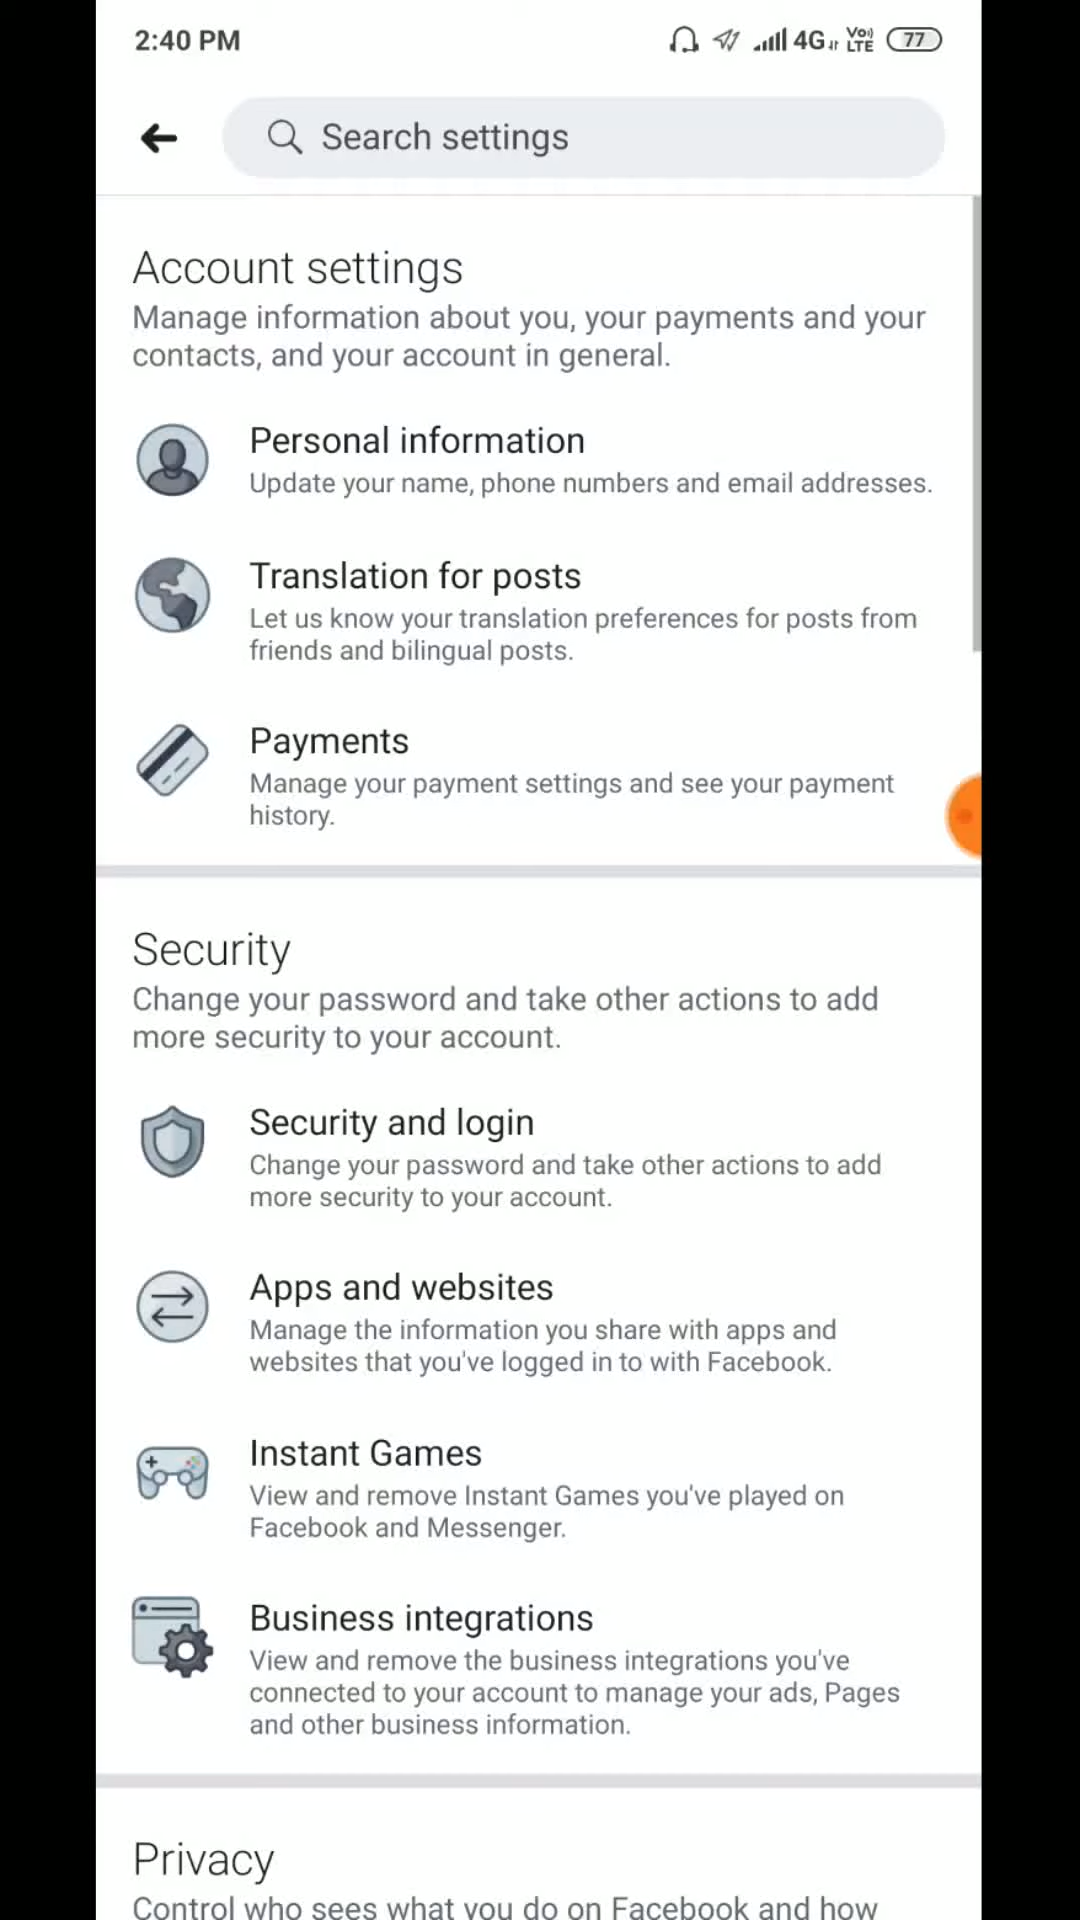 2:40 PM
4G
Vo))
LTE
77
Search settings
Account settings
Manage information about you, your payments and your
contacts, and your account in general.
Personal information
Update your name, phone numbers and email addresses.
Translation for posts
Let us know your translation preferences for posts from
friends and bilingual posts.
Payments
Manage your payment settings and see your payment
history.
Security
Change your password and take other actions to add
more security to your account.
Security and login
Change your password and take other actions to add
more security to your account.
Apps and websites
Manage the information you share with apps and
websites that you've logged in to with Facebook.
Instant Games
View and remove Instant Games you've played on
Facebook and Messenger.
Business integrations
View and remove the business integrations you've
connected to your account to manage your ads, Pages
and other business information.
Privacy
Control who sees what you do on Facebook and how